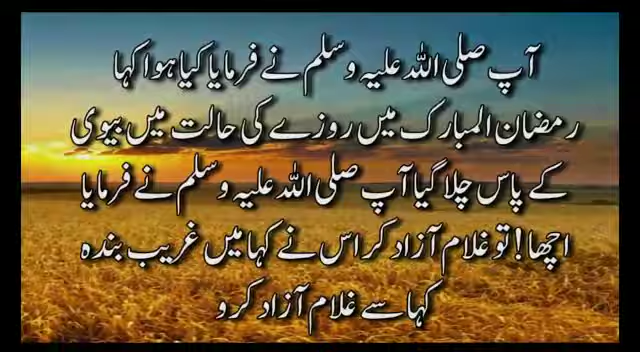 آپ صلی اللہ علیہ وسلم نے فرمایا کیا ہوا کہا
رمضان المبارک میں روزے کی حالت میں بیوی
کے پاس چلا گیا آپ صلی اللہ علیہ وسلم نے فرمایا
اچھا! تو غلام آزاد کر اس نے کہا میں غریب بندہ
کہا سے غلام آزاد کرو